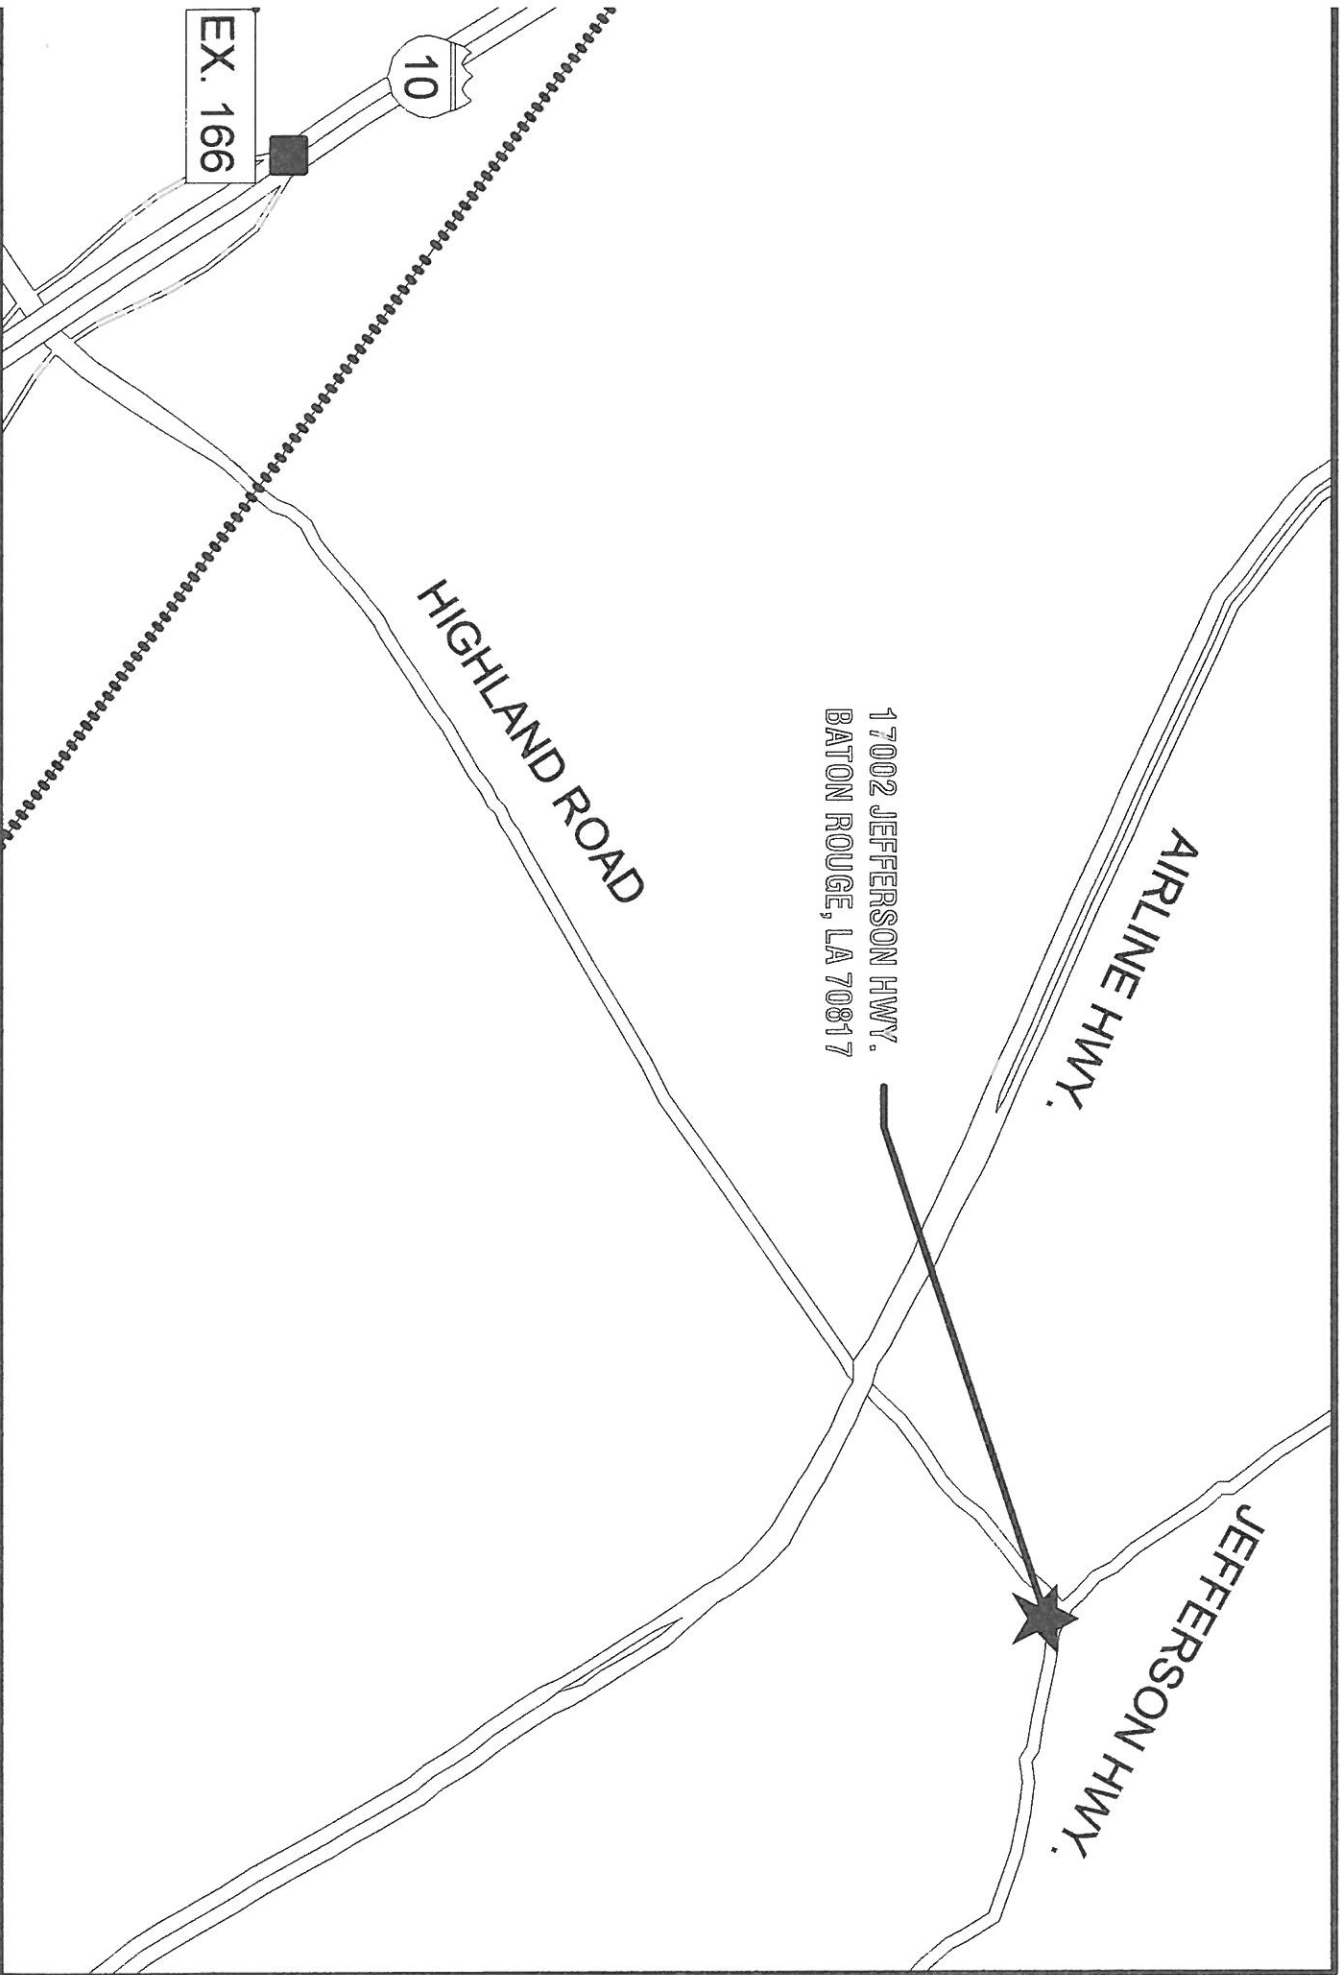 JEFFERSON HWY.
AIRLINE HWY.
17002 JEFFERSON HWY.
BATON ROUGE, LA 70817
HIGHLAND ROAD
10
EX. 166